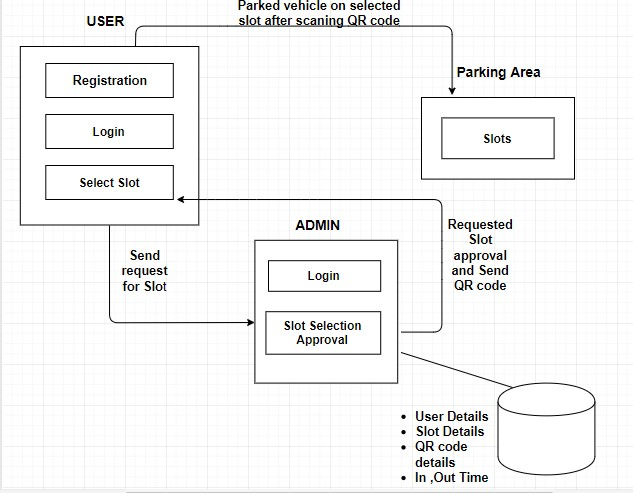 Parked vehicle on selected
slot after scaning QR code
USER
Registration
Login
Select Slot
Parking Area
Slots
Send
request
for Slot
ADMIN
Login
Slot Selection
Approval
Requested
Slot
approval
and Send
QR code
• User Details
• Slot Details
• QR code
details
• In ,Out Time